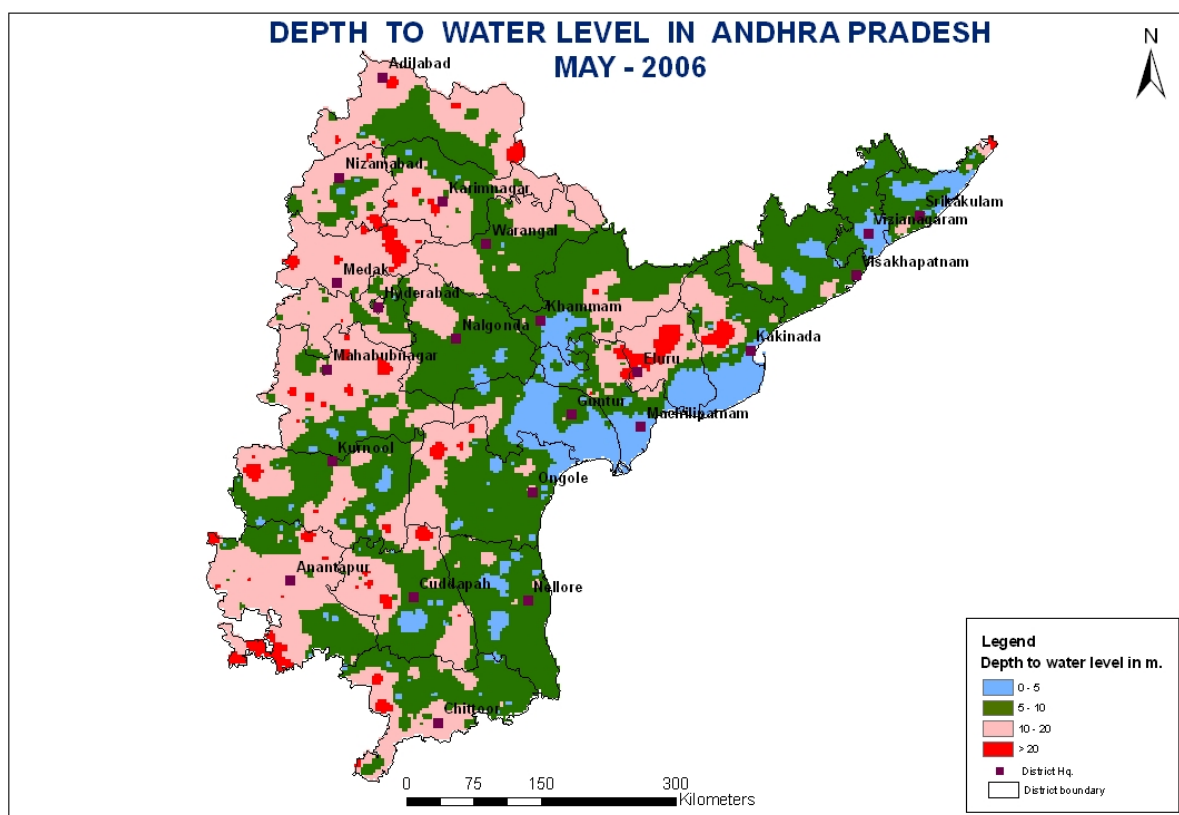 DEPTH TO WATER LEVEL IN ANDHRA PRADESH
MAY - 2006
N
Adilabad
Nizamabad
Karimnagar
Srikakulam
Vizianagaram
Warangal
Visakhapatnam
Medak
Hyderabad
Khammam
Nalgonda
Kakinada
Mahabubnagar
Eluru
Guntur
Machilipatnam
Kurnool
Ongole
Anantapur
Cuddapah
Nellore
Chittoor
Legend
Depth to water level in m.
0 - 5
5 - 10
10 - 20
> 20
District Hq.
District boundary
0 75 150 300
Kilometers